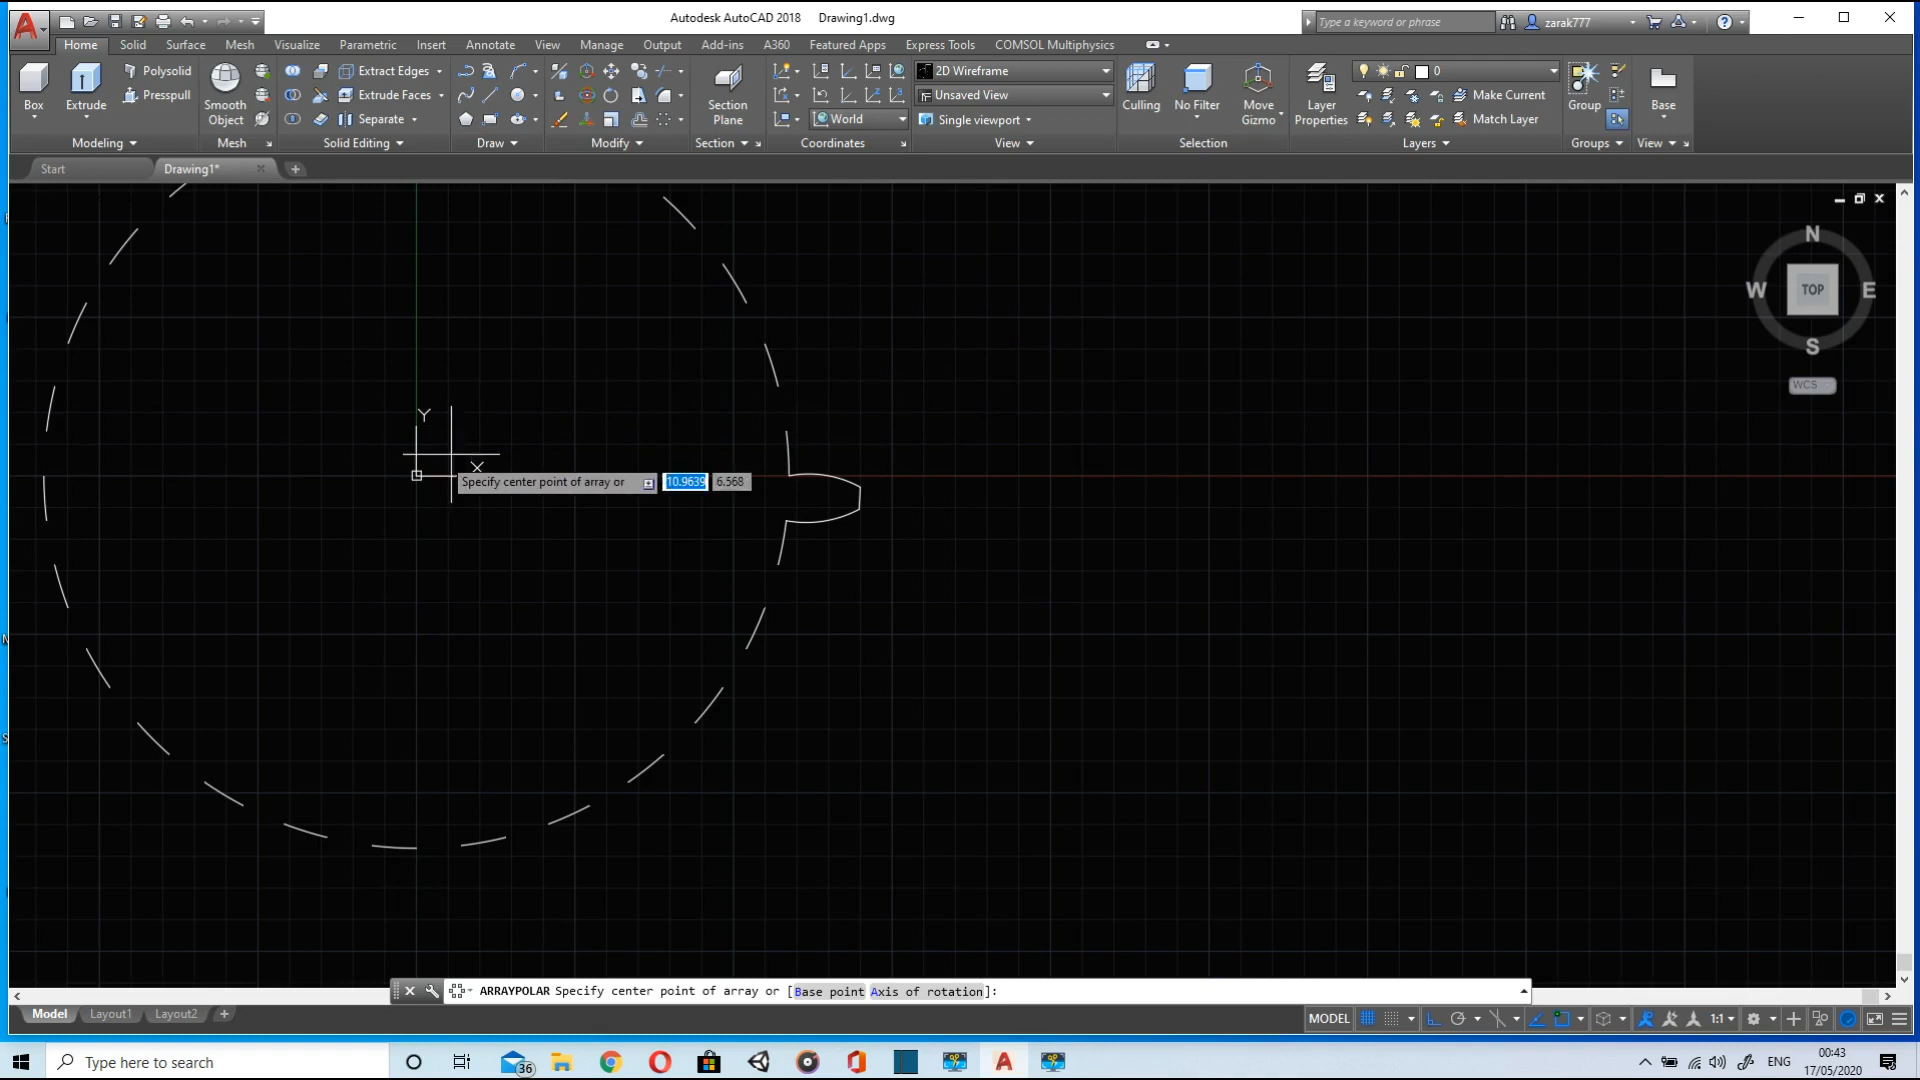 Autodesk AutoCAD 2018 Drawing1.dwg
Type a keyword or phrase
zarak777
Home Solid Surface Mesh Visualize Parametric Insert Annotate View Manage Output Add-ins A360 Featured Apps Express Tools COMSOL Multiphysics
Box
Extrude
Polysolid
Presspull
Smooth Object
Extract Edges
Extrude Faces
Separate
Section Plane
World
2D Wireframe
Unsaved View
Single viewport
Culling
No Filter
Move Gizmo
Layer Properties
0
Make Current
Match Layer
Group
Base
Modeling Mesh Solid Editing Draw Modify Section Coordinates View Selection Layers Groups View
Start Drawing1*
N
W TOP E
S
WCS
Y
X
Specify center point of array or 10.9639 6.568
ARRAYPOLAR Specify center point of array or [Base point Axis of rotation]:
Model Layout1 Layout2
MODEL 1:1
Type here to search
36
ENG
00:43
17/05/2020